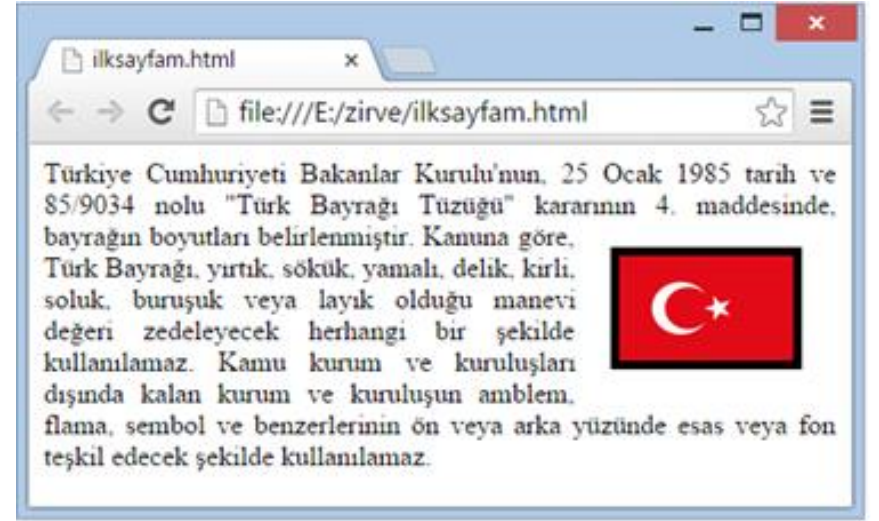 ilksayfam.html
file:///E:/zirve/ilksayfam.html
Türkiye Cumhuriyeti Bakanlar Kurulu'nun, 25 Ocak 1985 tarih ve
85/9034 nolu "Türk Bayrağı Tüzüğü" kararının 4. maddesinde,
bayrağın boyutları belirlenmiştir. Kanuna göre,
Türk Bayrağı, yırtık, sökük, yamalı, delik, kirli,
soluk, buruşuk veya layık olduğu manevi
değeri zedeleyecek herhangi bir şekilde
kullanılamaz. Kamu kurum ve kuruluşları
dışında kalan kurum ve kuruluşun amblem,
flama, sembol ve benzerlerinin ön veya arka yüzünde esas veya fon
teşkil edecek şekilde kullanılamaz.